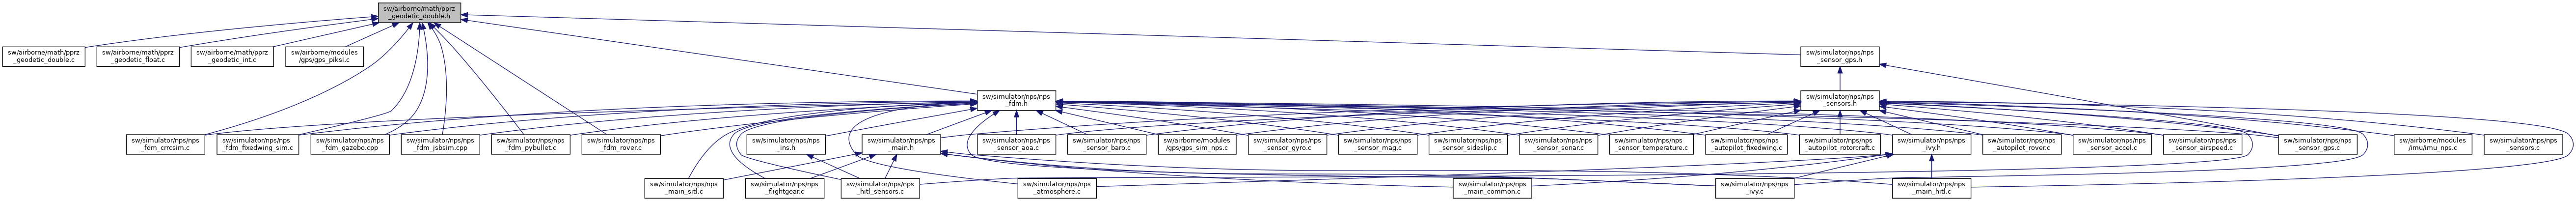 sw/airborne/math/pprz
_geodetic_double.h
sw/airborne/math/pprz
_geodetic_double.c
sw/airborne/math/pprz
_geodetic_float.c
sw/airborne/math/pprz
_geodetic_int.c
sw/airborne/modules
/gps/gps_piksi.c
sw/simulator/nps/nps
_sensor_gps.h
sw/simulator/nps/nps
_fdm.h
sw/simulator/nps/nps
_sensors.h
sw/simulator/nps/nps
_fdm_crrcsim.c
sw/simulator/nps/nps
_fdm_fixedwing_sim.c
sw/simulator/nps/nps
_fdm_gazebo.cpp
sw/simulator/nps/nps
_fdm_jsbsim.cpp
sw/simulator/nps/nps
_fdm_pybullet.c
sw/simulator/nps/nps
_fdm_rover.c
sw/simulator/nps/nps
_ins.h
sw/simulator/nps/nps
_main.h
sw/simulator/nps/nps
_sensor_aoa.c
sw/simulator/nps/nps
_sensor_baro.c
sw/airborne/modules
/gps/gps_sim_nps.c
sw/simulator/nps/nps
_sensor_gyro.c
sw/simulator/nps/nps
_sensor_mag.c
sw/simulator/nps/nps
_sensor_sideslip.c
sw/simulator/nps/nps
_sensor_sonar.c
sw/simulator/nps/nps
_sensor_temperature.c
sw/simulator/nps/nps
_autopilot_fixedwing.c
sw/simulator/nps/nps
_autopilot_rotorcraft.c
sw/simulator/nps/nps
_ivy.h
sw/simulator/nps/nps
_autopilot_rover.c
sw/simulator/nps/nps
_sensor_accel.c
sw/simulator/nps/nps
_sensor_airspeed.c
sw/simulator/nps/nps
_sensor_gps.c
sw/airborne/modules
/imu/imu_nps.c
sw/simulator/nps/nps
_sensors.c
sw/simulator/nps/nps
_main_sitl.c
sw/simulator/nps/nps
_flightgear.c
sw/simulator/nps/nps
_hitl_sensors.c
sw/simulator/nps/nps
_atmosphere.c
sw/simulator/nps/nps
_main_common.c
sw/simulator/nps/nps
_ivy.c
sw/simulator/nps/nps
_main_hitl.c